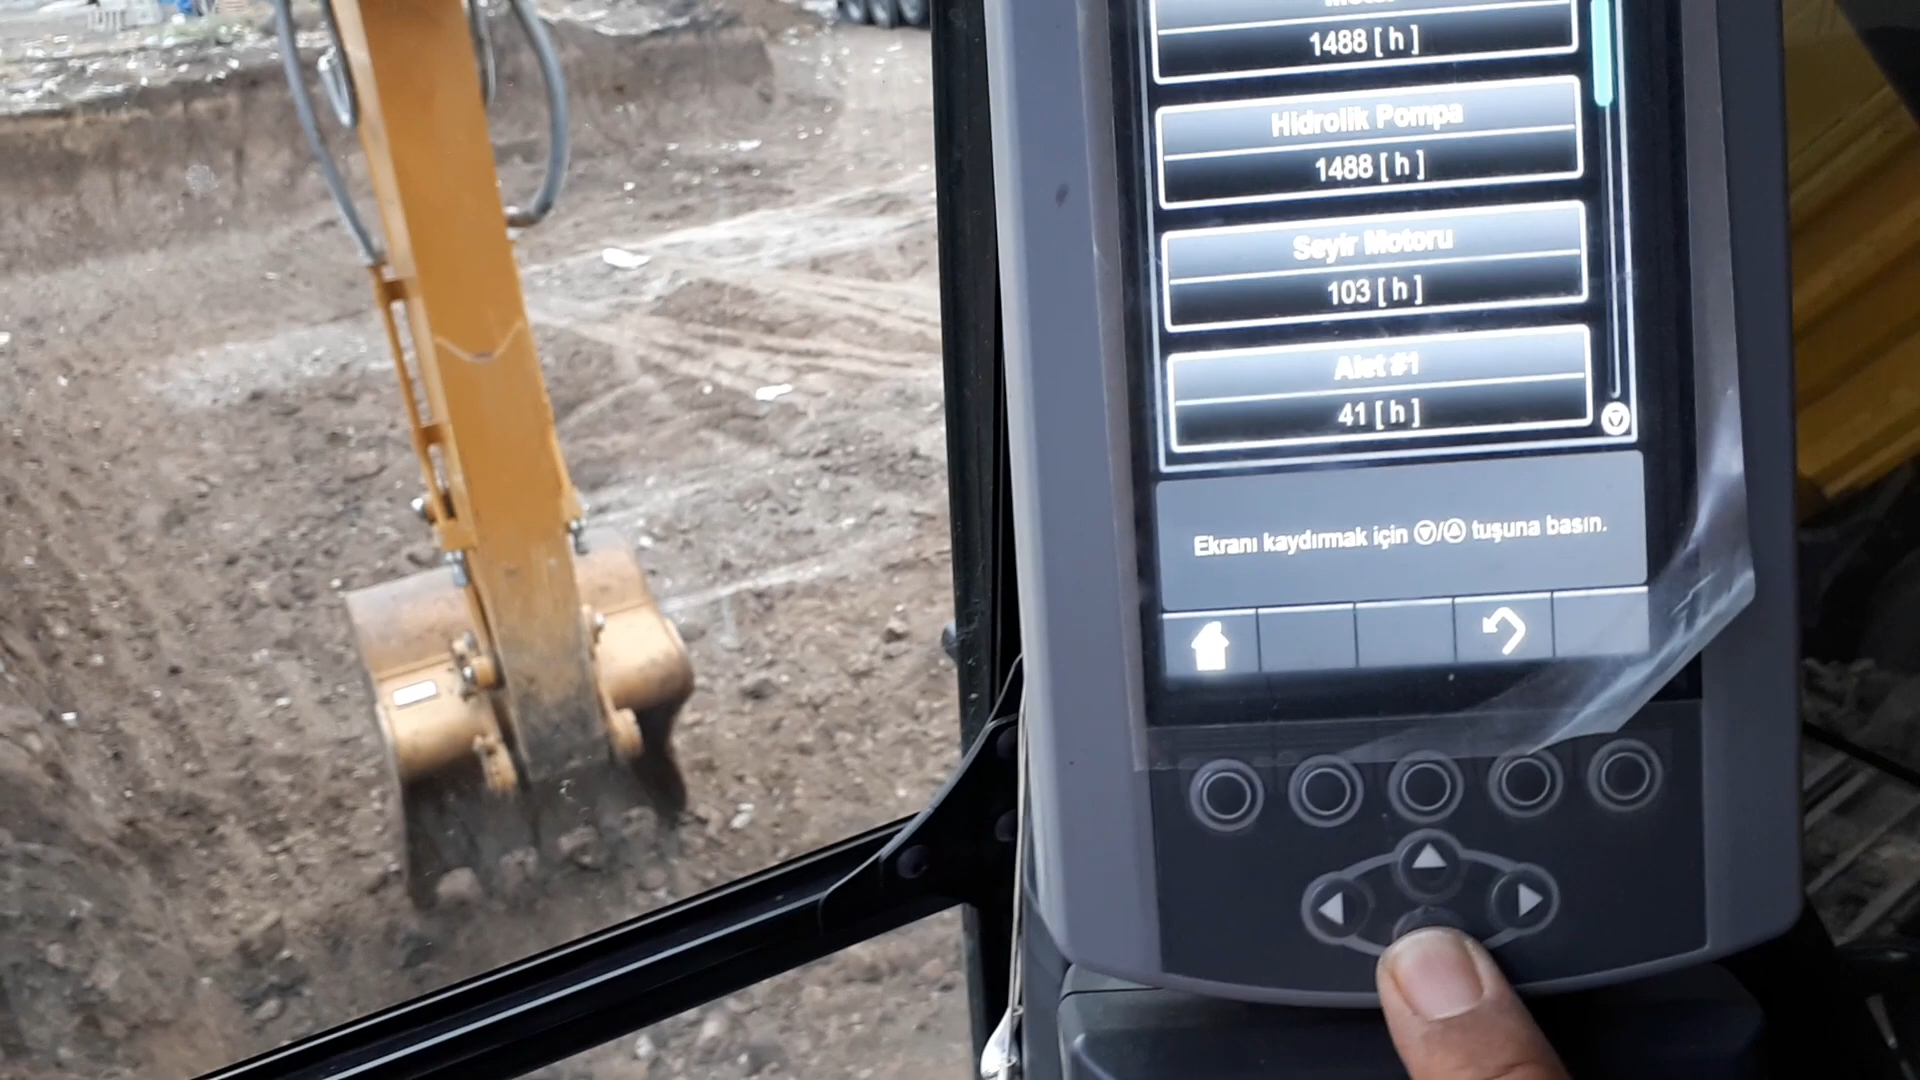 1488 [ h ]
Hidrolik Pompa
1488 [ h ]
Seyir Motoru
103 [ h ]
Alet #1
41 [ h ]
Ekranı kaydırmak için ▽/△ tuşuna basın.